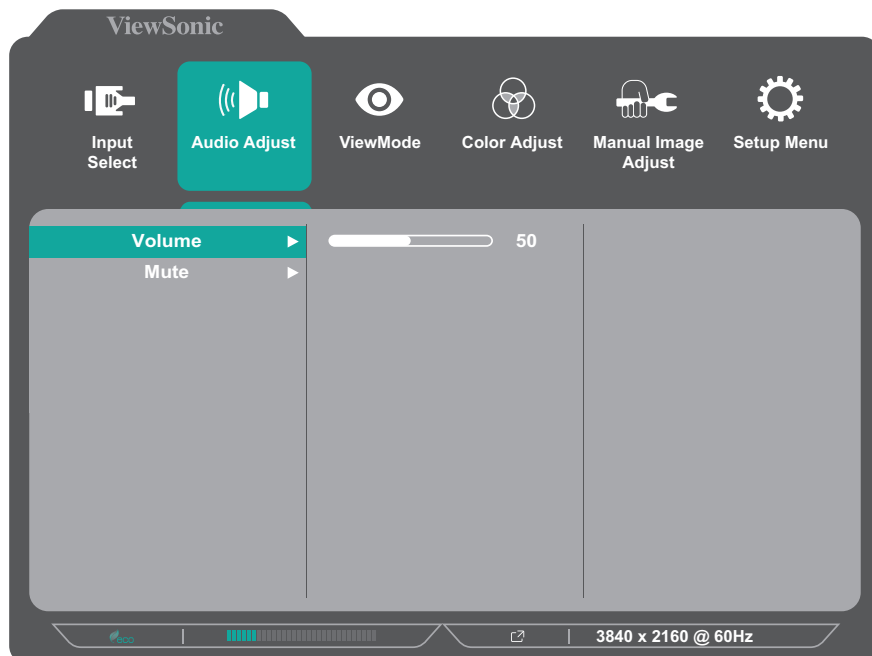 ViewSonic
Input Select
Audio Adjust
ViewMode
Color Adjust
Manual Image Adjust
Setup Menu
Volume 50
Mute
eco
3840 x 2160 @ 60Hz